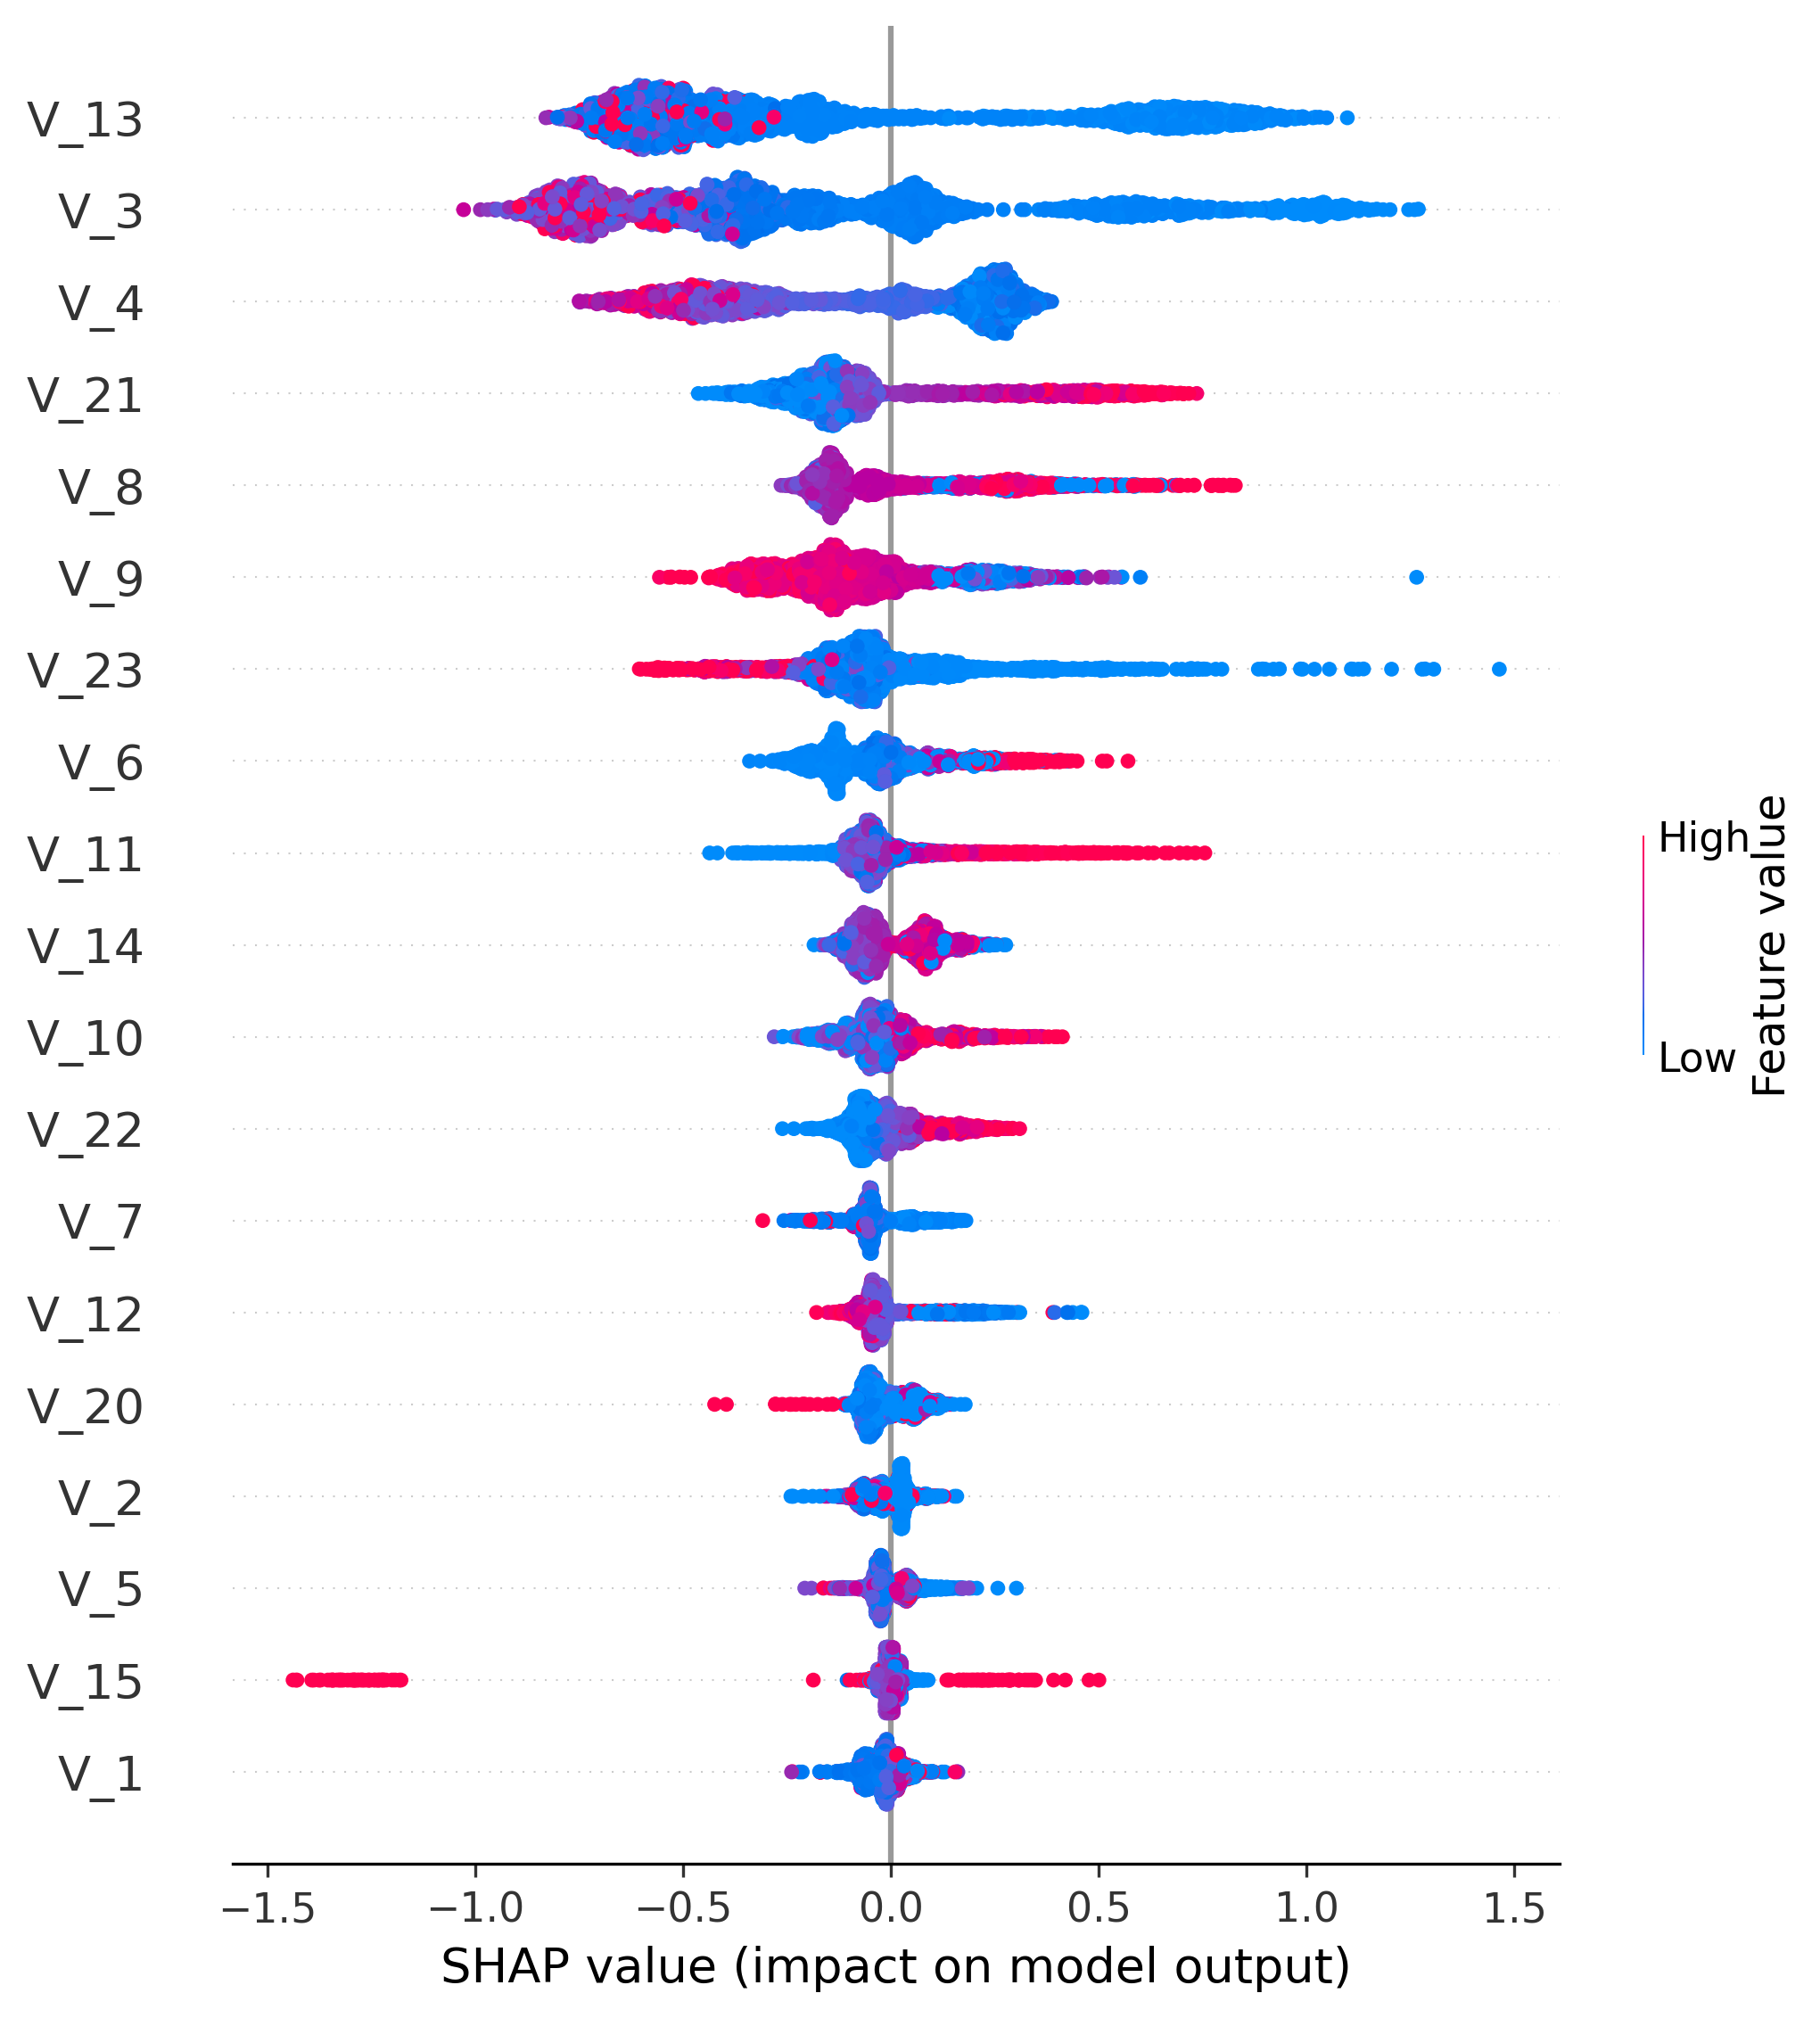 V_13
V_3
V_4
V_21
V_8
V_9
V_23
V_6
V_11
V_14
V_10
V_22
V_7
V_12
V_20
V_2
V_5
V_15
V_1
−1.5 −1.0 −0.5 0.0 0.5 1.0 1.5
SHAP value (impact on model output)
High
Low
Feature value